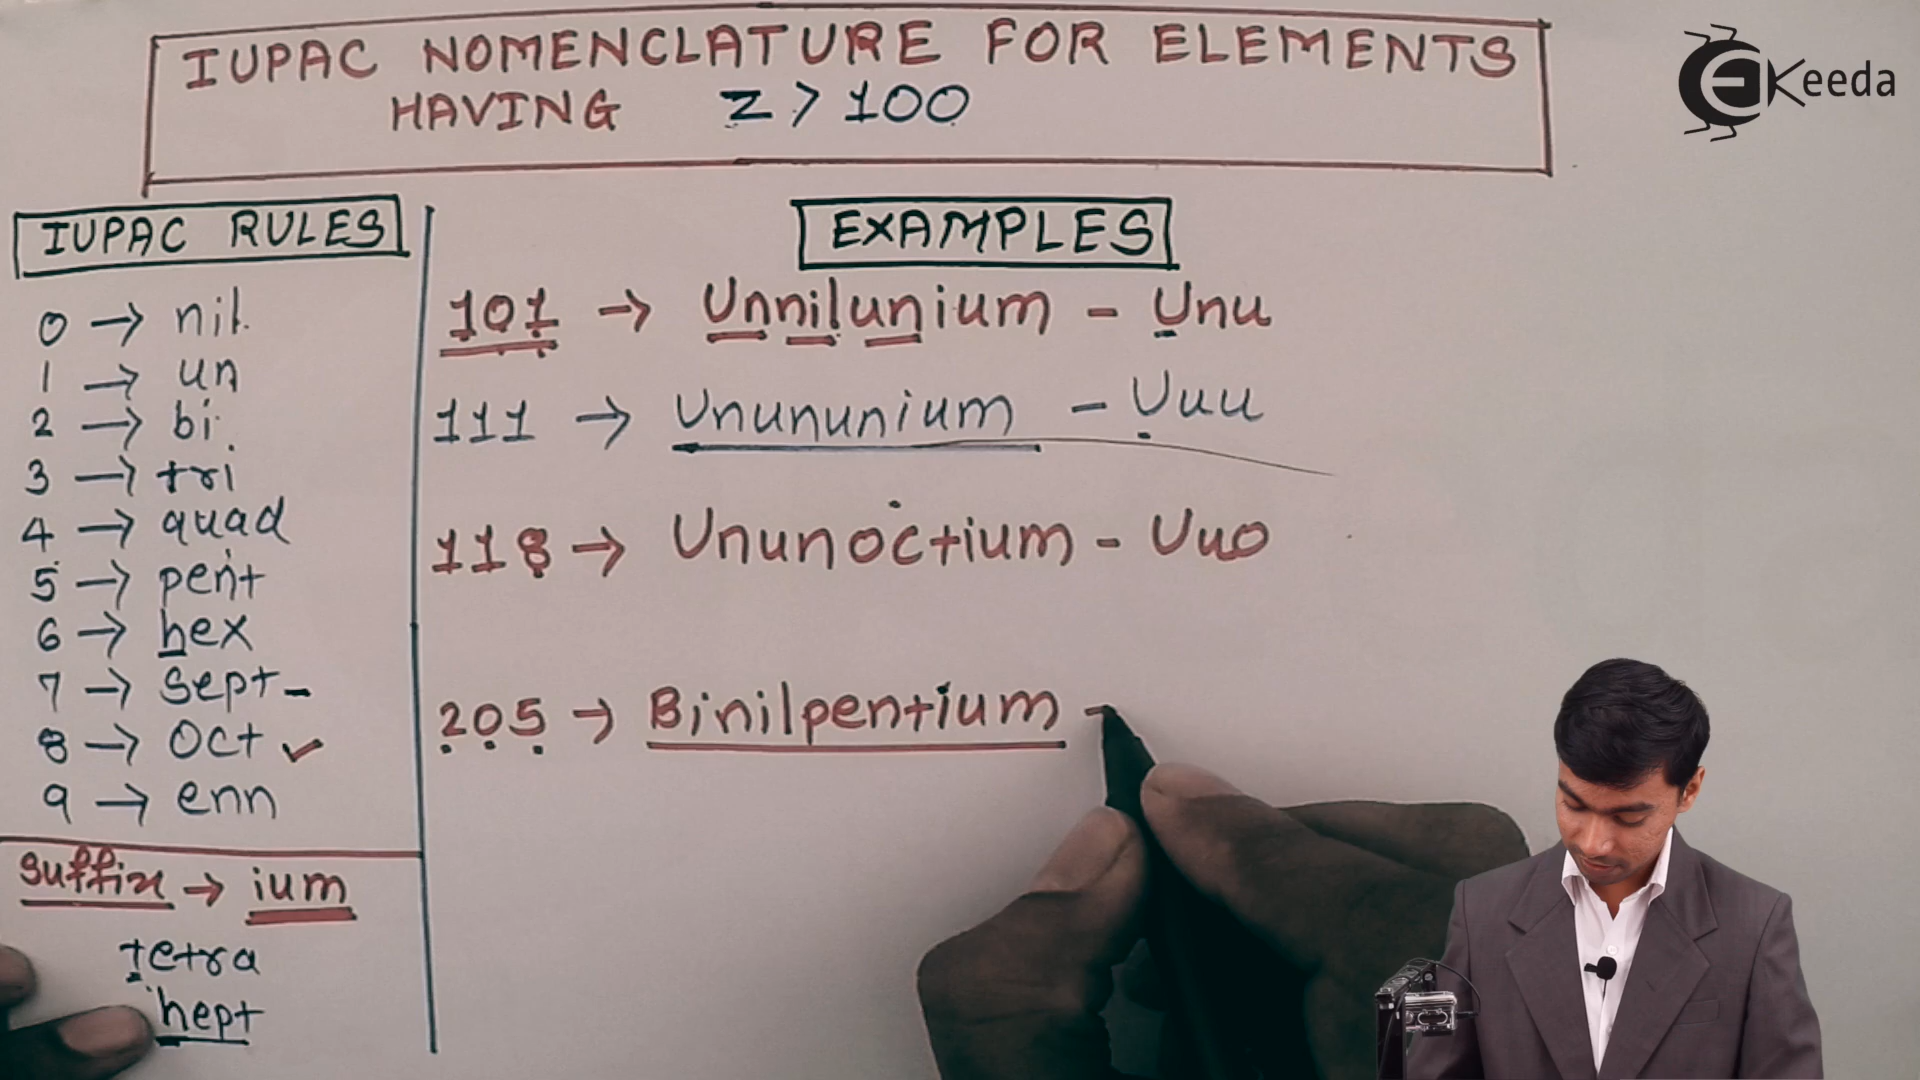 IUPAC NOMENCLATURE FOR ELEMENTS
HAVING Z > 100
eKeeda
IUPAC RULES
0 → nil
1 → un
2 → bi
3 → tri
4 → quad
5 → pent
6 → hex
7 → sept
8 → oct ✓
9 → enn
suffix → ium
tetra
hept
EXAMPLES
101 → Unnilunium - Unu
111 → Unununium - Uuu
118 → Ununoctium - Uuo
205 → Binilpentium -